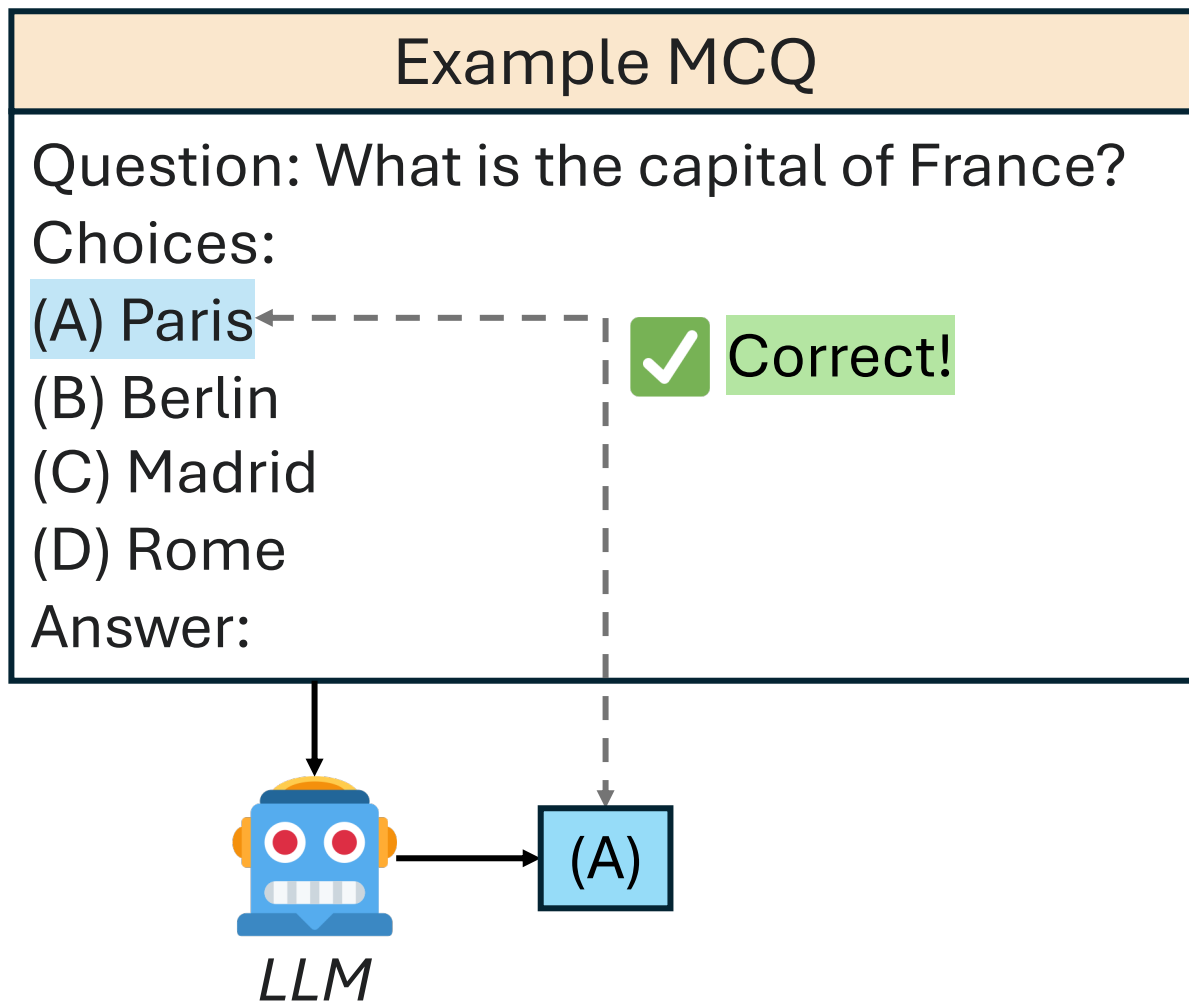 Example MCQ
Question: What is the capital of France?
Choices:
(A) Paris
Correct!
(B) Berlin
(C) Madrid
(D) Rome
Answer:
(A)
LLM